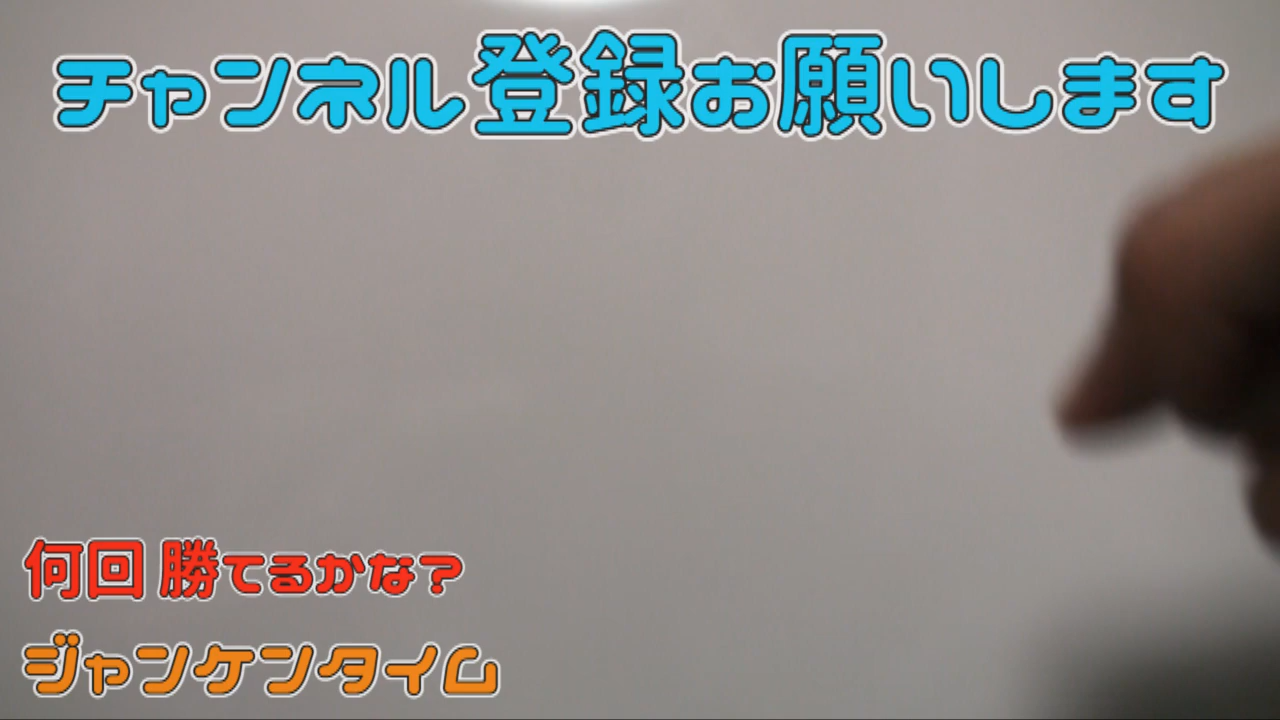 チャンネル登録お願いします
何回 勝てるかな?
ジャンケンタイム